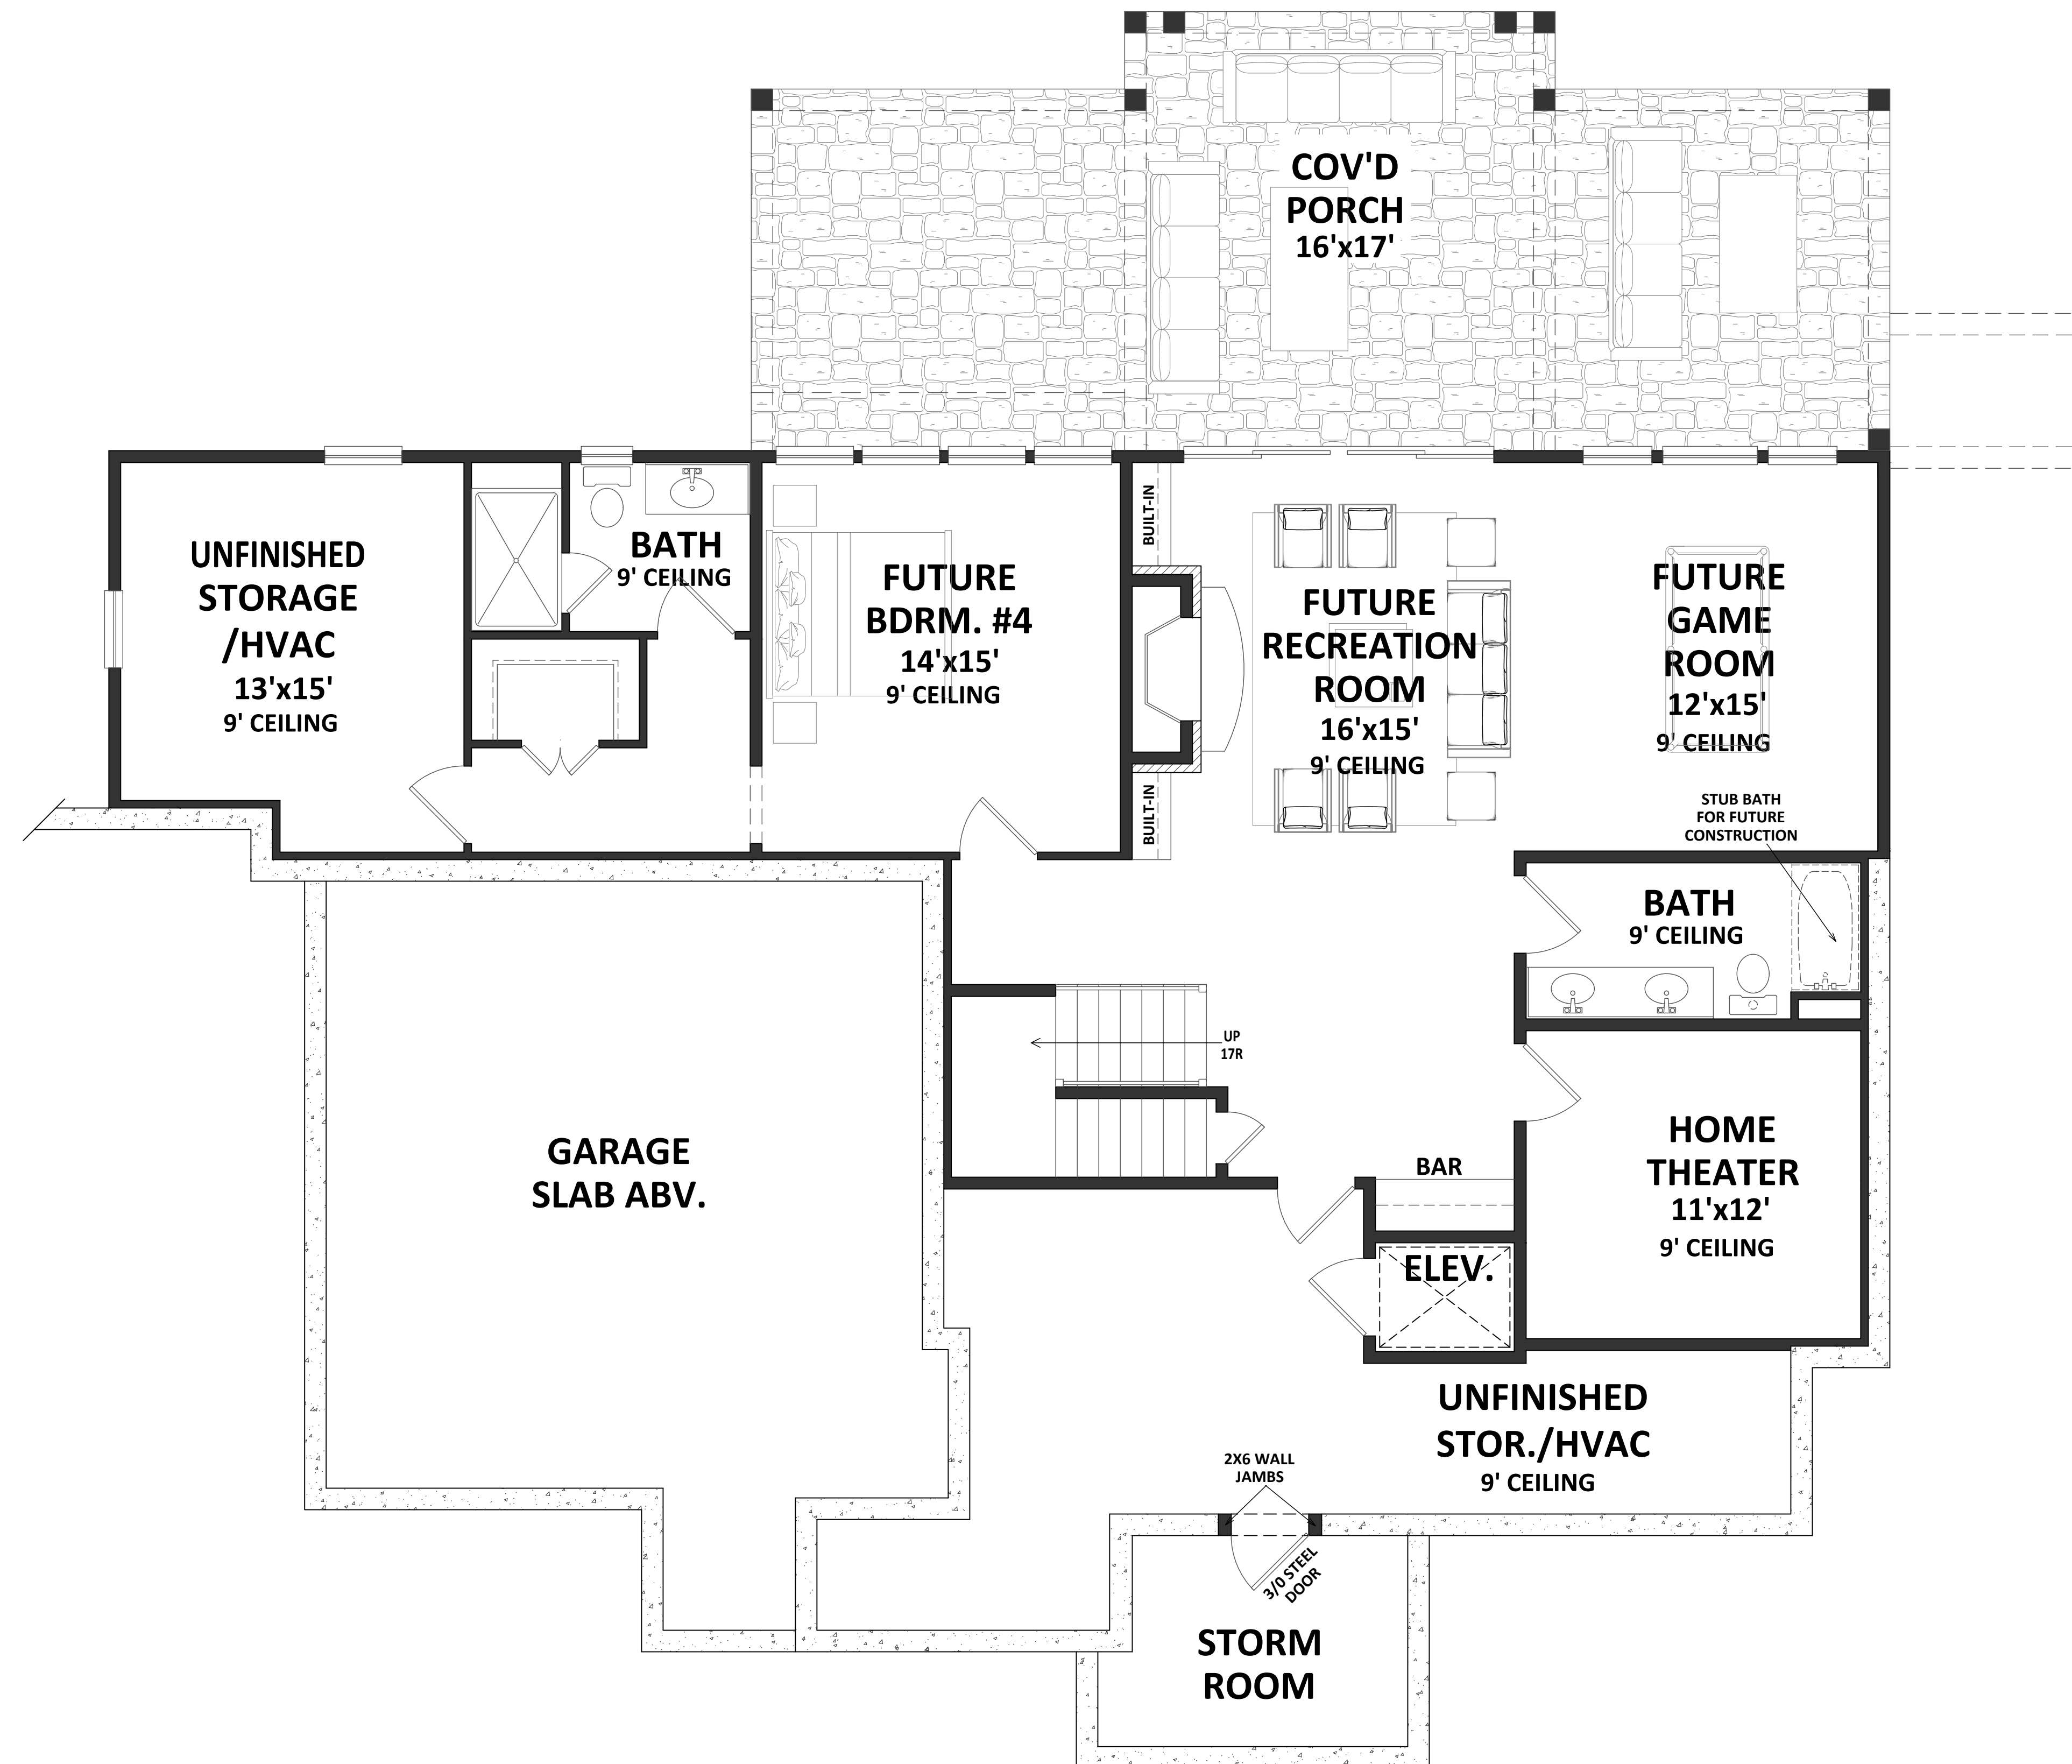 COV'D
PORCH
16'x17'
UNFINISHED
STORAGE
/HVAC
13'x15'
9' CEILING
BATH
9' CEILING
FUTURE
BDRM. #4
14'x15'
9' CEILING
BUILT-IN
BUILT-IN
FUTURE
RECREATION
ROOM
16'x15'
9' CEILING
FUTURE
GAME
ROOM
12'x15'
9' CEILING
STUB BATH
FOR FUTURE
CONSTRUCTION
BATH
9' CEILING
UP
17R
GARAGE
SLAB ABV.
BAR
HOME
THEATER
11'x12'
9' CEILING
ELEV.
UNFINISHED
STOR./HVAC
9' CEILING
2X6 WALL
JAMBS
3/0 STEEL
DOOR
STORM
ROOM